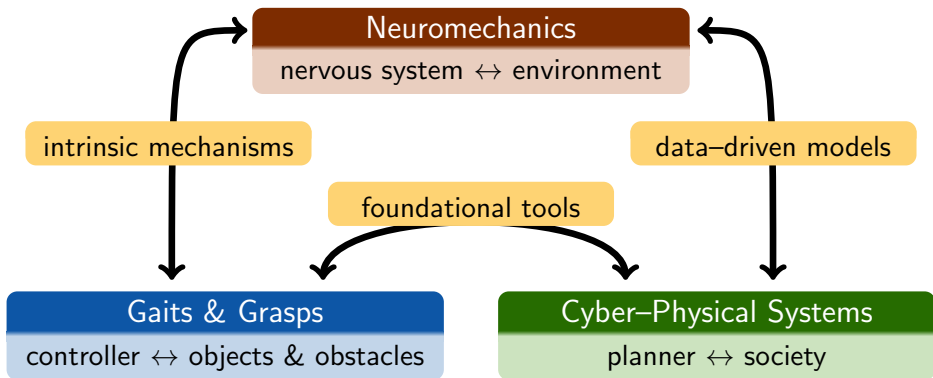 Neuromechanics
nervous system ↔ environment
intrinsic mechanisms
data–driven models
foundational tools
Gaits & Grasps
controller ↔ objects & obstacles
Cyber–Physical Systems
planner ↔ society